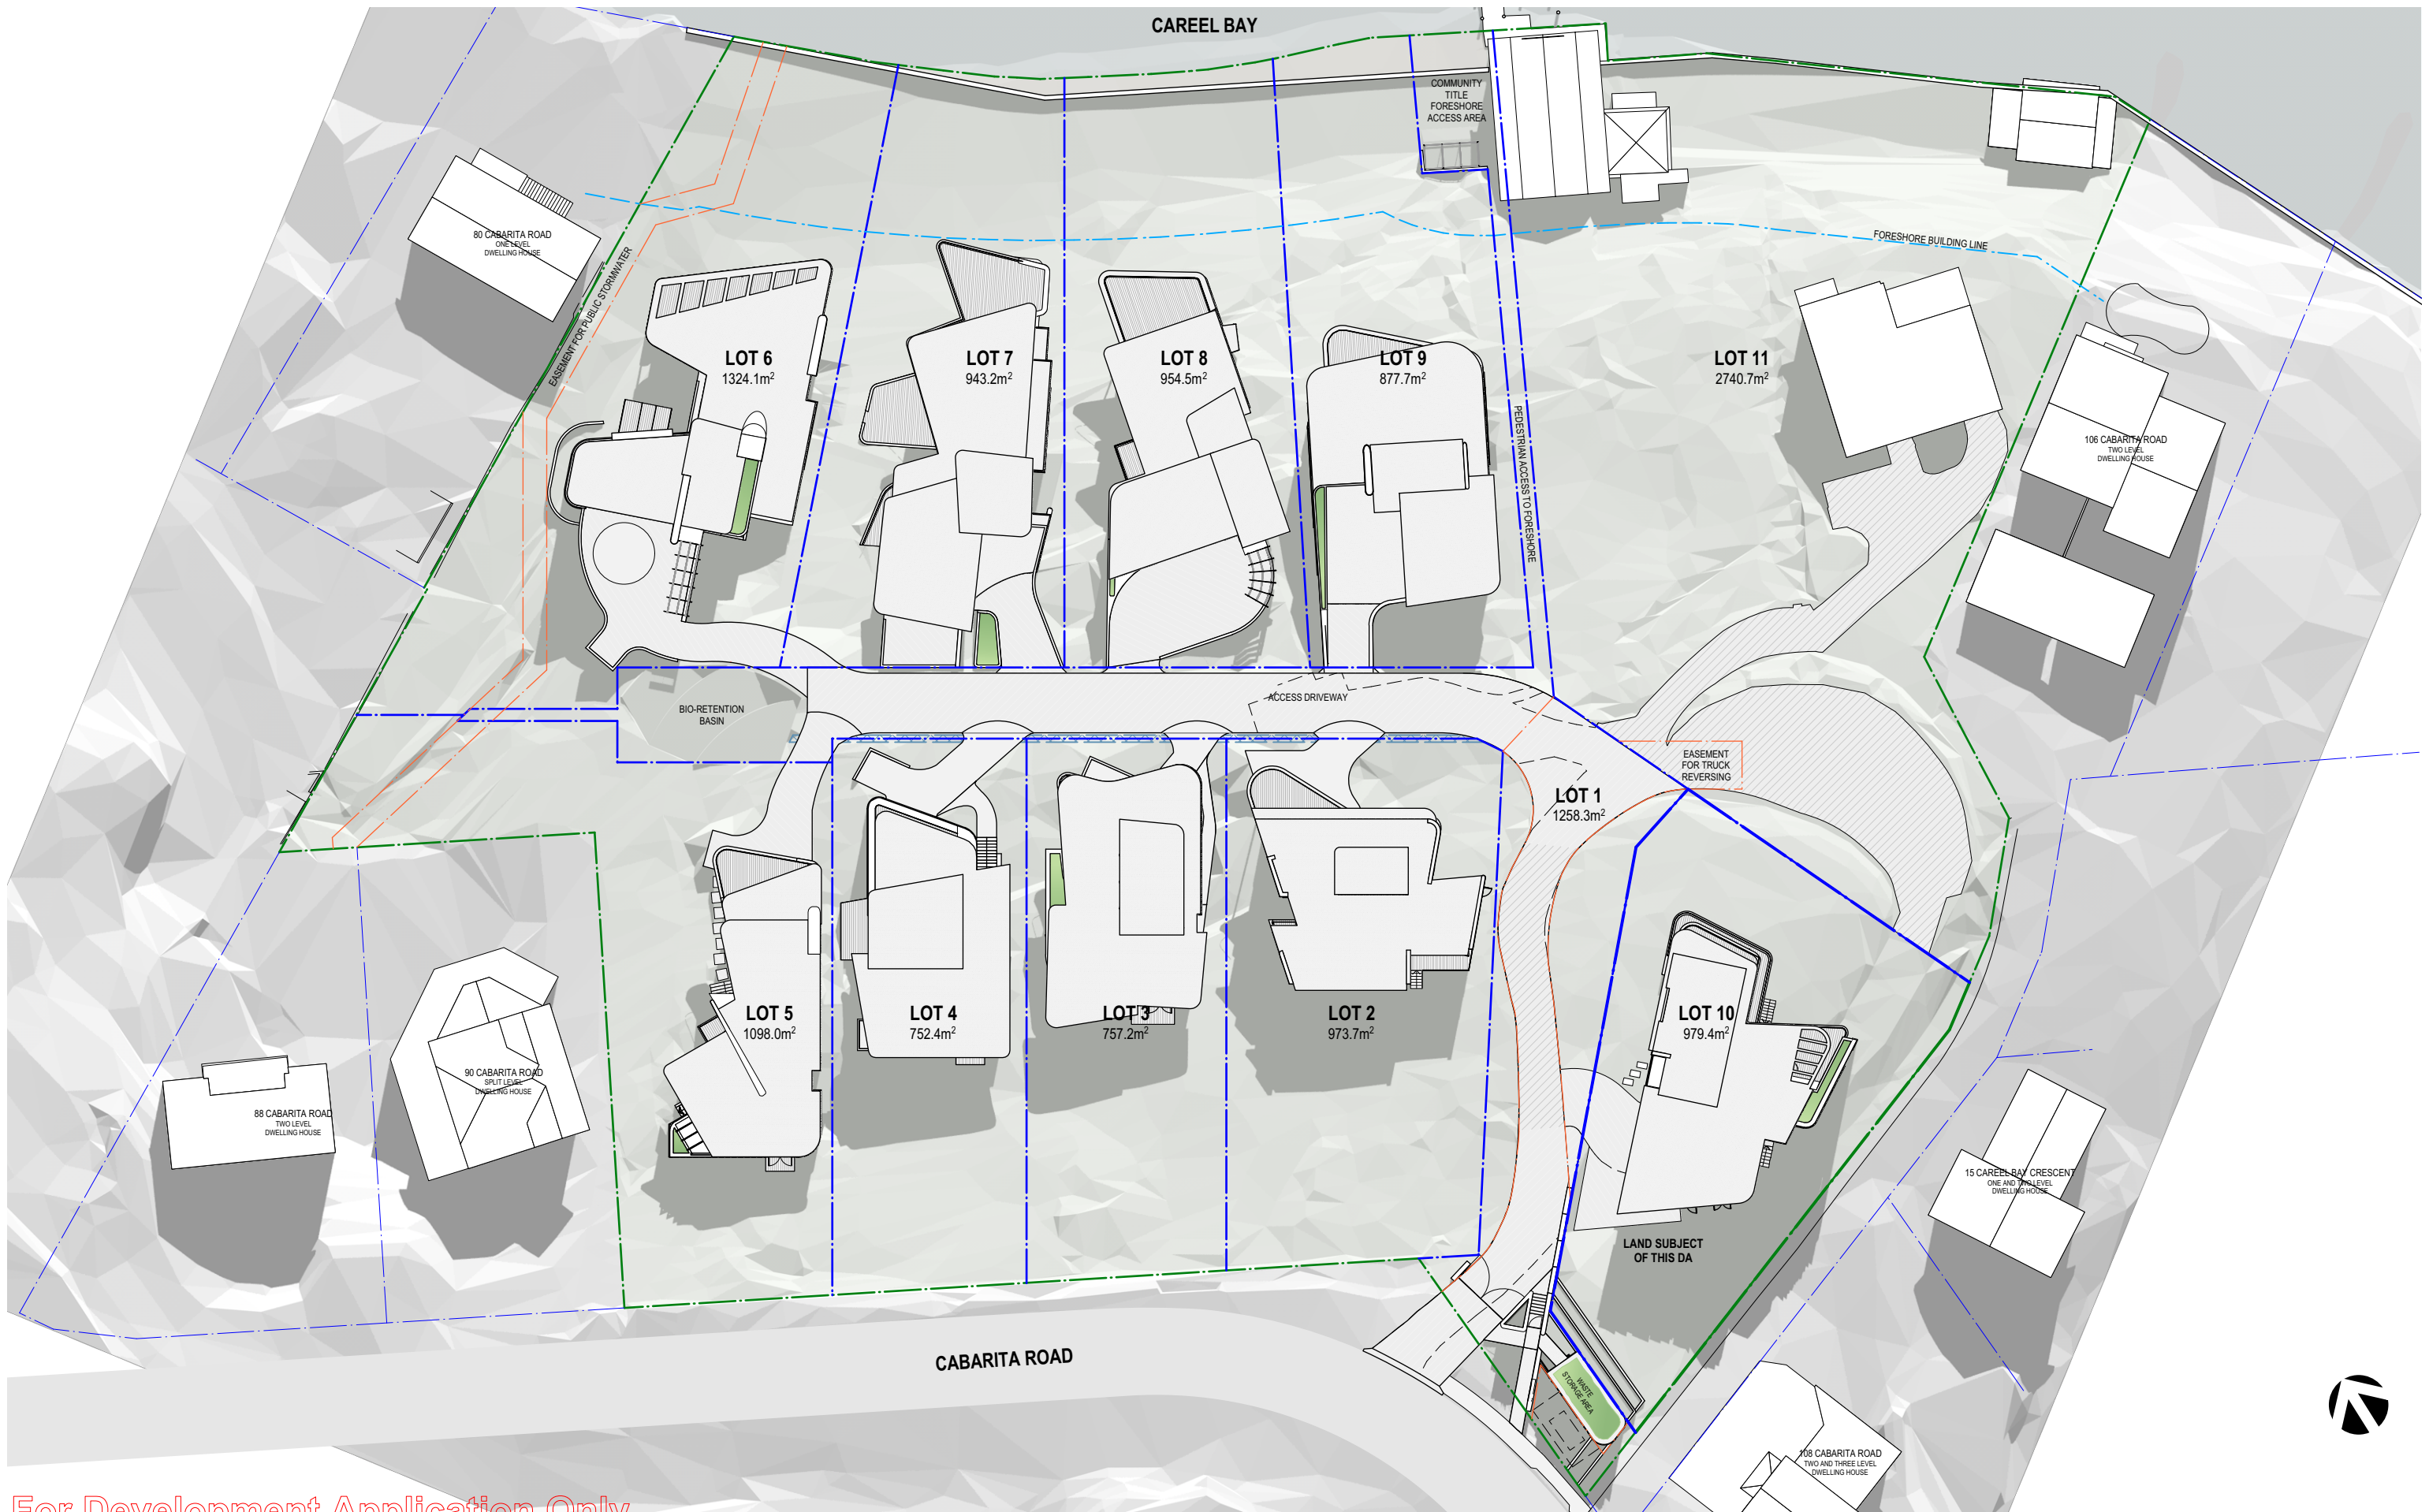 CAREEL BAY
COMMUNITY
TITLE
FORESHORE
ACCESS AREA
80 CABARITA ROAD
ONE LEVEL
DWELLING HOUSE
EASEMENT FOR PUBLIC STORMWATER
FORESHORE BUILDING LINE
LOT 6
1324.1m²
LOT 7
943.2m²
LOT 8
954.5m²
LOT 9
877.7m²
LOT 11
2740.7m²
PEDESTRIAN ACCESS TO FORESHORE
106 CABARITA ROAD
TWO LEVEL
DWELLING HOUSE
BIO-RETENTION
BASIN
ACCESS DRIVEWAY
EASEMENT
FOR TRUCK
REVERSING
LOT 1
1258.3m²
LOT 5
1098.0m²
LOT 4
752.4m²
LOT 3
757.2m²
LOT 2
973.7m²
LOT 10
979.4m²
90 CABARITA ROAD
SPLIT LEVEL
DWELLING HOUSE
88 CABARITA ROAD
TWO LEVEL
DWELLING HOUSE
15 CAREEL BAY CRESCENT
ONE AND TWO LEVEL
DWELLING HOUSE
LAND SUBJECT
OF THIS DA
CABARITA ROAD
WASTE
STORAGE AREA
108 CABARITA ROAD
TWO AND THREE LEVEL
DWELLING HOUSE
For Development Application Only